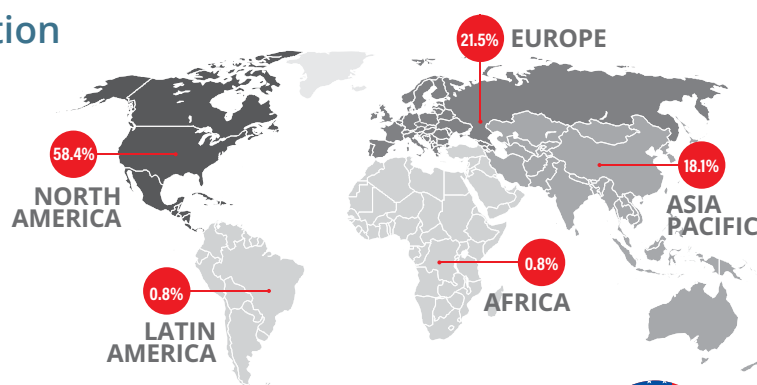 tion
21.5%
EUROPE
58.4%
NORTH
AMERICA
18.1%
ASIA
PACIFIC
0.8%
LATIN
AMERICA
0.8%
AFRICA